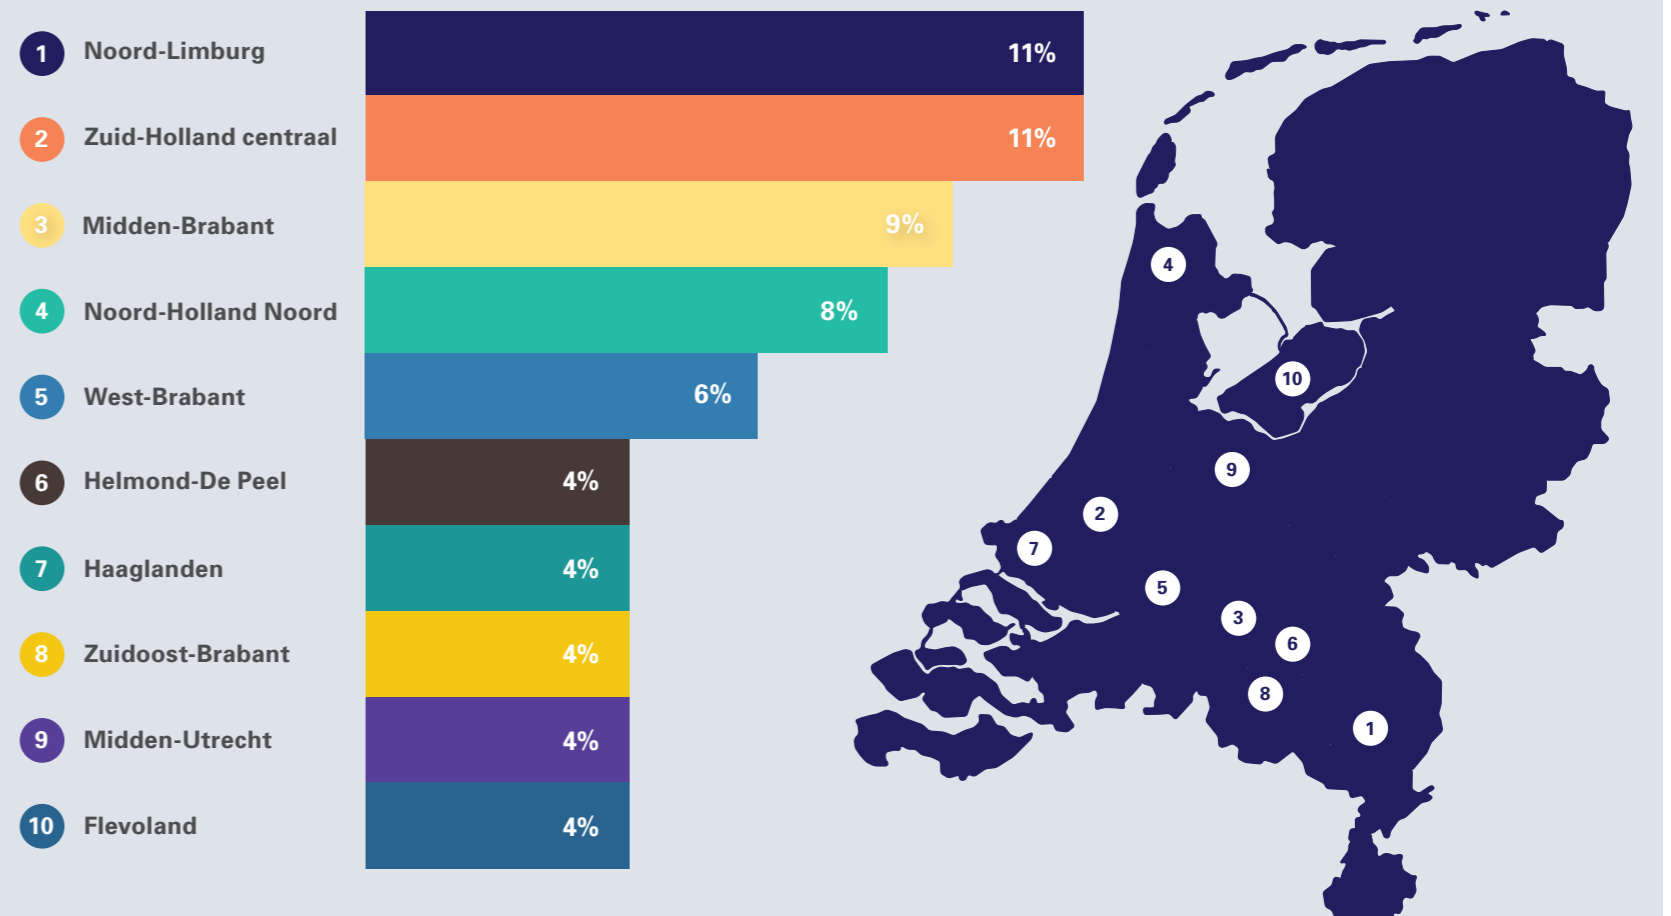 1 Noord-Limburg 11%
2 Zuid-Holland centraal 11%
3 Midden-Brabant 9%
4 Noord-Holland Noord 8%
5 West-Brabant 6%
6 Helmond-De Peel 4%
7 Haaglanden 4%
8 Zuidoost-Brabant 4%
9 Midden-Utrecht 4%
10 Flevoland 4%
4
10
9
2
7
5
3
6
8
1